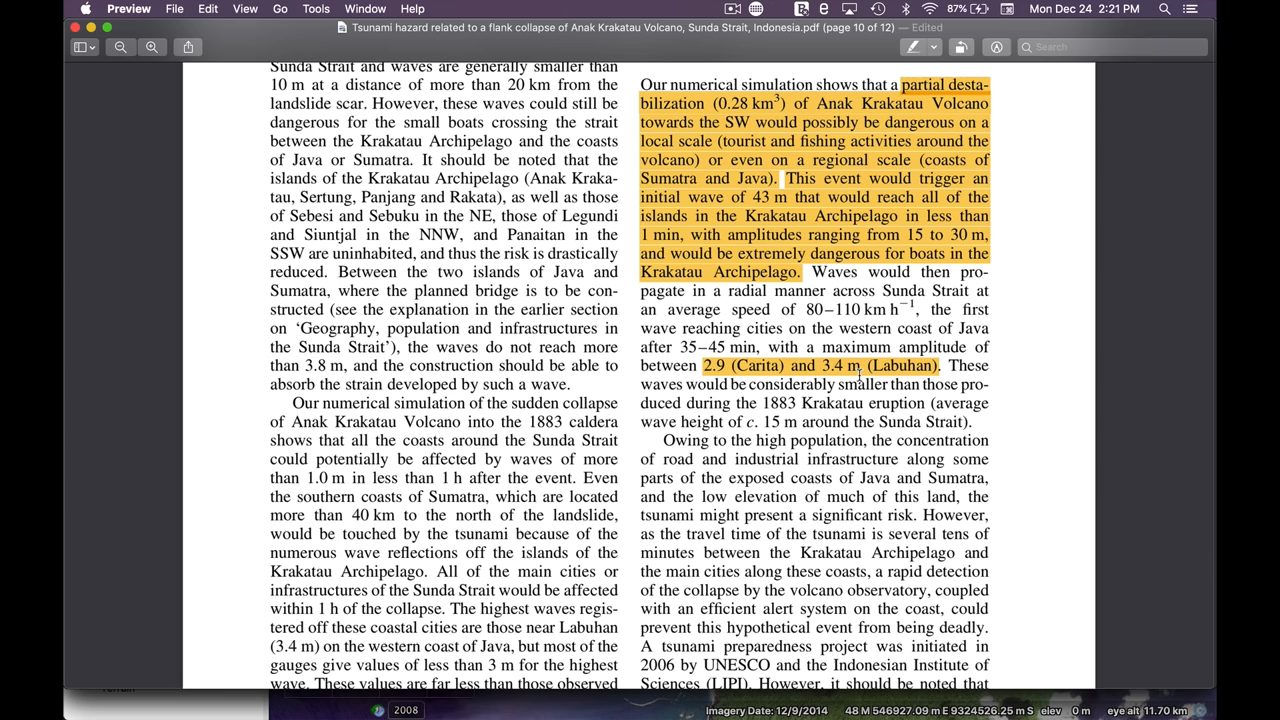 Preview File Edit View Go Tools Window Help 87% Mon Dec 24 2:21 PM
Tsunami hazard related to a flank collapse of Anak Krakatau Volcano, Sunda Strait, Indonesia.pdf (page 10 of 12) — Edited
Search
Sunda Strait and waves are generally smaller than
10 m at a distance of more than 20 km from the
landslide scar. However, these waves could still be
dangerous for the small boats crossing the strait
between the Krakatau Archipelago and the coasts
of Java or Sumatra. It should be noted that the
islands of the Krakatau Archipelago (Anak Kraka-
tau, Sertung, Panjang and Rakata), as well as those
of Sebesi and Sebuku in the NE, those of Legundi
and Siuntjal in the NNW, and Panaitan in the
SSW are uninhabited, and thus the risk is drastically
reduced. Between the two islands of Java and
Sumatra, where the planned bridge is to be con-
structed (see the explanation in the earlier section
on ‘Geography, population and infrastructures in
the Sunda Strait’), the waves do not reach more
than 3.8 m, and the construction should be able to
absorb the strain developed by such a wave.
Our numerical simulation of the sudden collapse
of Anak Krakatau Volcano into the 1883 caldera
shows that all the coasts around the Sunda Strait
could potentially be affected by waves of more
than 1.0 m in less than 1 h after the event. Even
the southern coasts of Sumatra, which are located
more than 40 km to the north of the landslide,
would be touched by the tsunami because of the
numerous wave reflections off the islands of the
Krakatau Archipelago. All of the main cities or
infrastructures of the Sunda Strait would be affected
within 1 h of the collapse. The highest waves regis-
tered off these coastal cities are those near Labuhan
(3.4 m) on the western coast of Java, but most of the
gauges give values of less than 3 m for the highest
wave. These values are far less than those observed
Our numerical simulation shows that a partial desta-
bilization (0.28 km³) of Anak Krakatau Volcano
towards the SW would possibly be dangerous on a
local scale (tourist and fishing activities around the
volcano) or even on a regional scale (coasts of
Sumatra and Java). This event would trigger an
initial wave of 43 m that would reach all of the
islands in the Krakatau Archipelago in less than
1 min, with amplitudes ranging from 15 to 30 m,
and would be extremely dangerous for boats in the
Krakatau Archipelago. Waves would then pro-
pagate in a radial manner across Sunda Strait at
an average speed of 80–110 km h⁻¹, the first
wave reaching cities on the western coast of Java
after 35–45 min, with a maximum amplitude of
between 2.9 (Carita) and 3.4 m (Labuhan). These
waves would be considerably smaller than those pro-
duced during the 1883 Krakatau eruption (average
wave height of c. 15 m around the Sunda Strait).
Owing to the high population, the concentration
of road and industrial infrastructure along some
parts of the exposed coasts of Java and Sumatra,
and the low elevation of much of this land, the
tsunami might present a significant risk. However,
as the travel time of the tsunami is several tens of
minutes between the Krakatau Archipelago and
the main cities along these coasts, a rapid detection
of the collapse by the volcano observatory, coupled
with an efficient alert system on the coast, could
prevent this hypothetical event from being deadly.
A tsunami preparedness project was initiated in
2006 by UNESCO and the Indonesian Institute of
Sciences (LIPI). However, it should be noted that
Terrain
2008
Imagery Date: 12/9/2014 48 M 546927.09 m E 9324526.25 m S elev 0 m eye alt 11.70 km